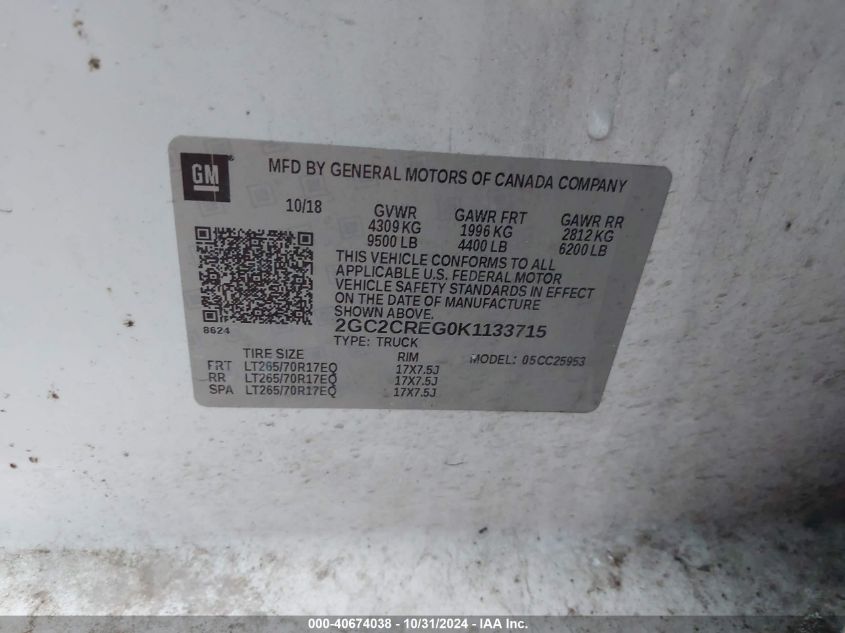 GM
MFD BY GENERAL MOTORS OF CANADA COMPANY
10/18
GVWR GAWR FRT GAWR RR
4309 KG 1996 KG 2812 KG
9500 LB 4400 LB 6200 LB
THIS VEHICLE CONFORMS TO ALL
APPLICABLE U.S. FEDERAL MOTOR
VEHICLE SAFETY STANDARDS IN EFFECT
ON THE DATE OF MANUFACTURE
SHOWN ABOVE.
8624
2GC2CREG0K1133715
TYPE: TRUCK
TIRE SIZE RIM MODEL: 05CC25953
FRT LT265/70R17EQ 17X7.5J
RR LT265/70R17EQ 17X7.5J
SPA LT265/70R17EQ 17X7.5J
000-40674038 - 10/31/2024 - IAA Inc.